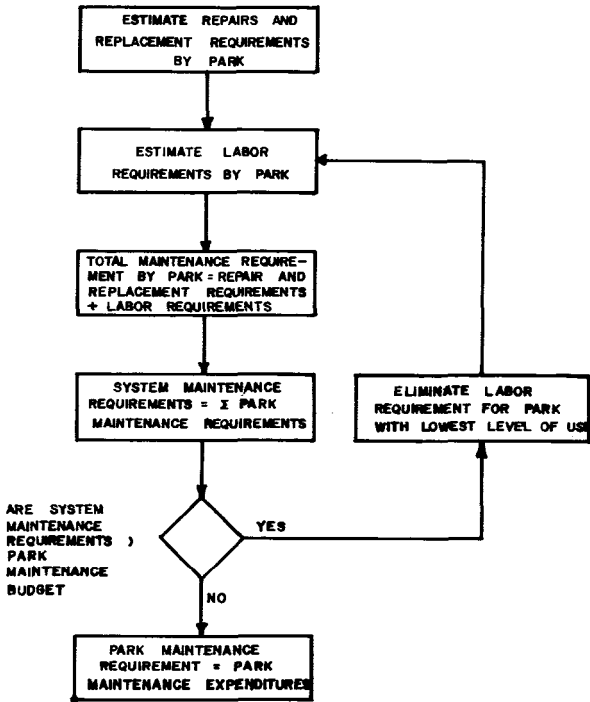 ESTIMATE REPAIRS AND
REPLACEMENT REQUIREMENTS
BY PARK
ESTIMATE LABOR
REQUIREMENTS BY PARK
TOTAL MAINTENANCE REQUIRE-
MENT BY PARK = REPAIR AND
REPLACEMENT REQUIREMENTS
+ LABOR REQUIREMENTS
SYSTEM MAINTENANCE
REQUIREMENTS = Σ PARK
MAINTENANCE REQUIREMENTS
ELIMINATE LABOR
REQUIREMENT FOR PARK
WITH LOWEST LEVEL OF USE
ARE SYSTEM
MAINTENANCE
REQUIREMENTS >
PARK
MAINTENANCE
BUDGET
YES
NO
PARK MAINTENANCE
REQUIREMENT = PARK
MAINTENANCE EXPENDITURES